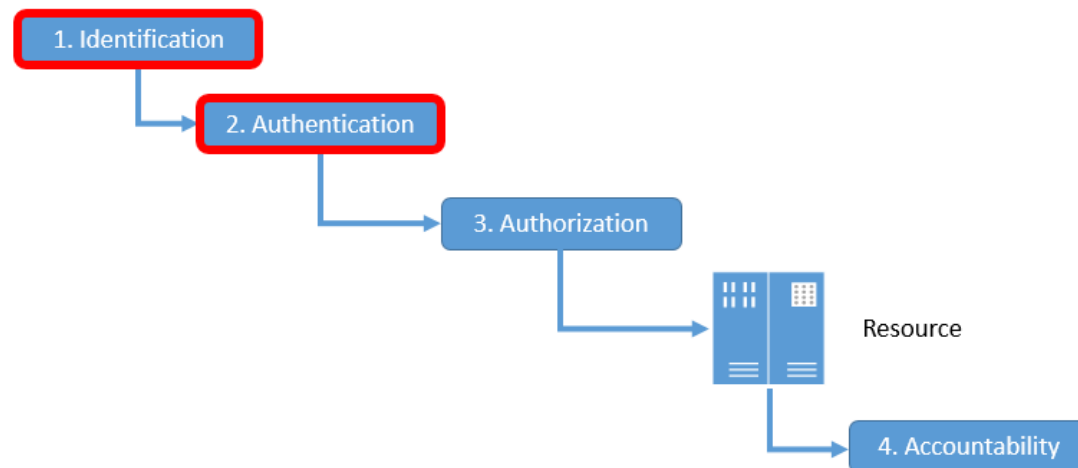 1. Identification
2. Authentication
3. Authorization
Resource
4. Accountability